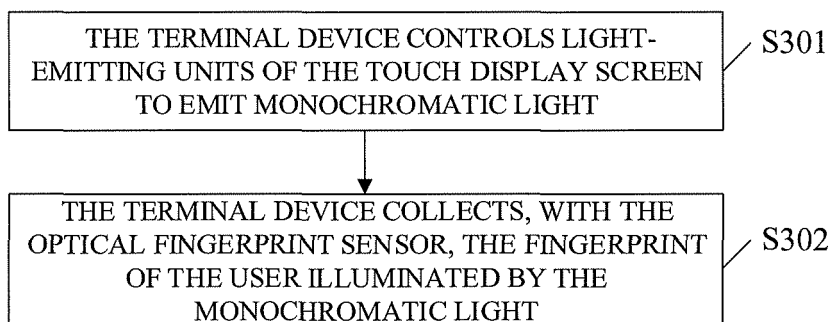 THE TERMINAL DEVICE CONTROLS LIGHT-
EMITTING UNITS OF THE TOUCH DISPLAY SCREEN
TO EMIT MONOCHROMATIC LIGHT
S301
THE TERMINAL DEVICE COLLECTS, WITH THE
OPTICAL FINGERPRINT SENSOR, THE FINGERPRINT
OF THE USER ILLUMINATED BY THE
MONOCHROMATIC LIGHT
S302